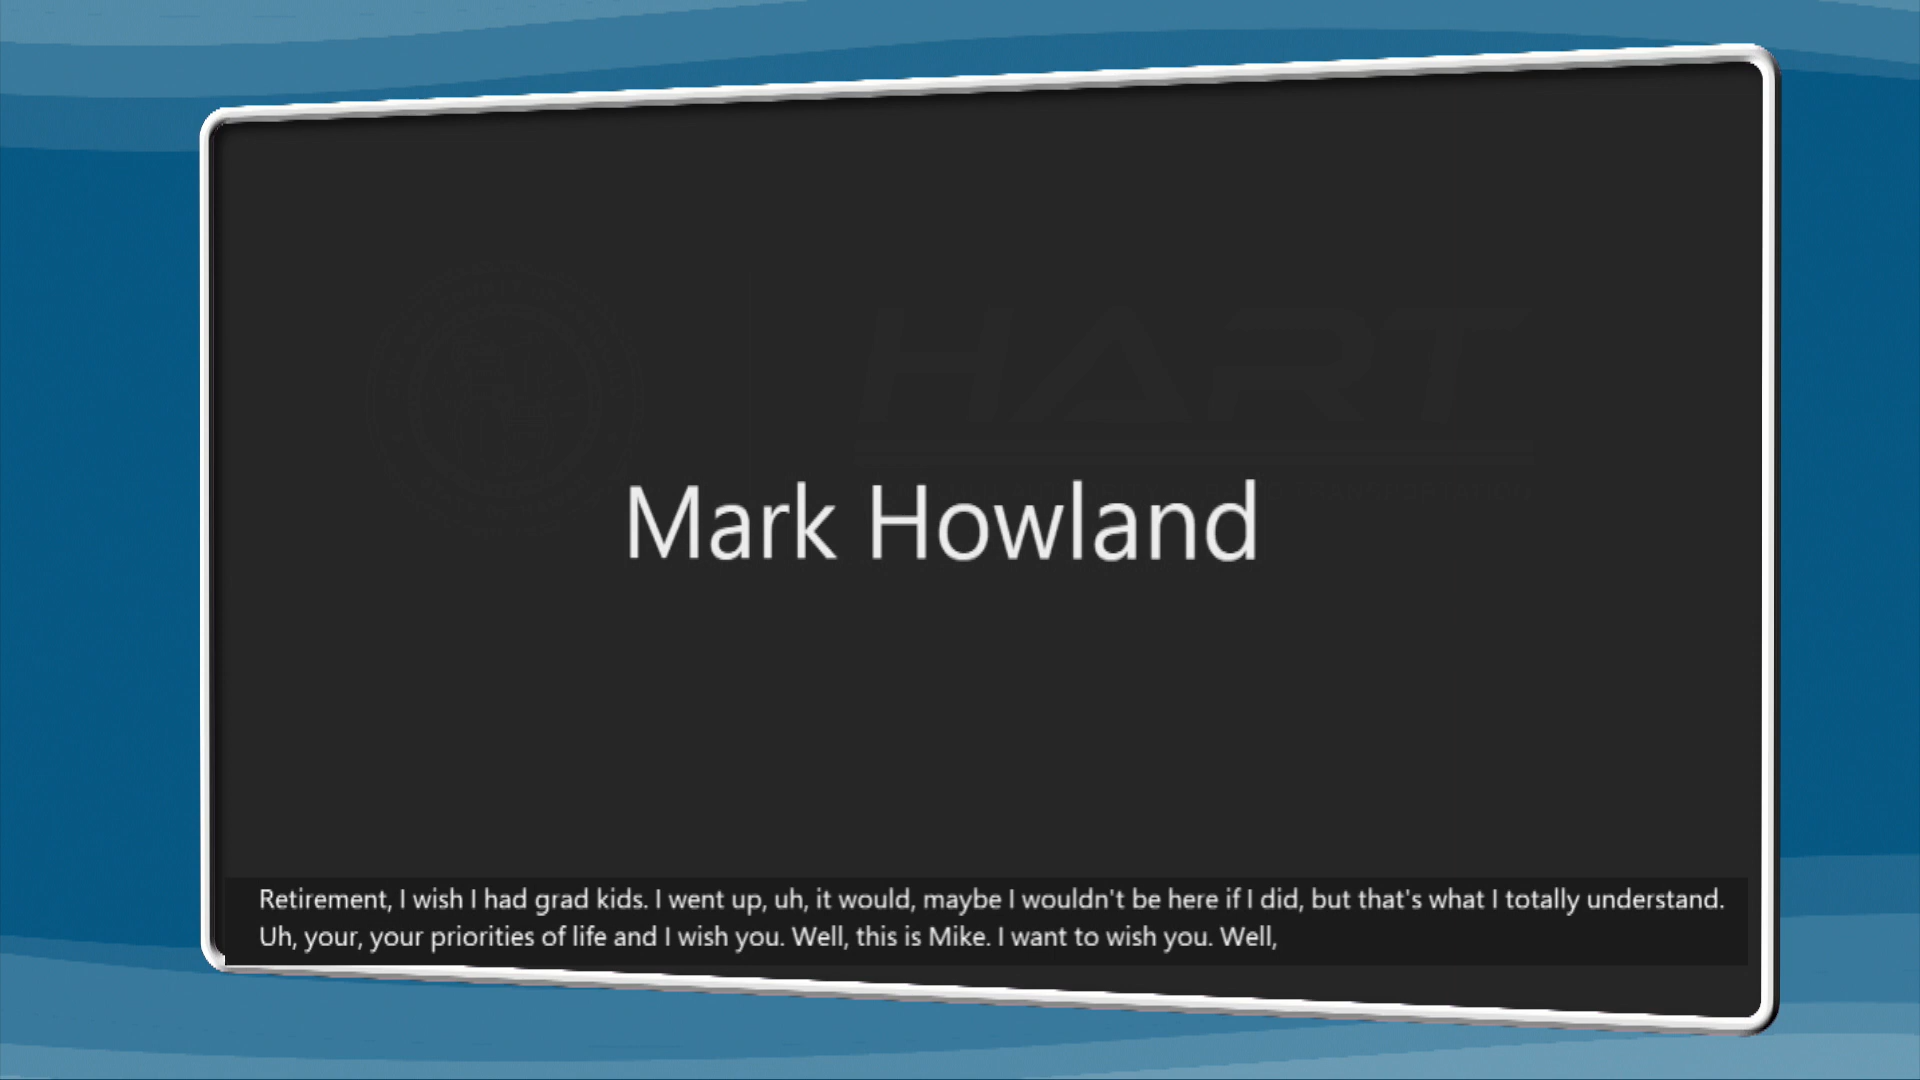 HART
Mark Howland
Retirement, I wish I had grad kids. I went up, uh, it would, maybe I wouldn't be here if I did, but that's what I totally understand.
Uh, your, your priorities of life and I wish you. Well, this is Mike. I want to wish you. Well,